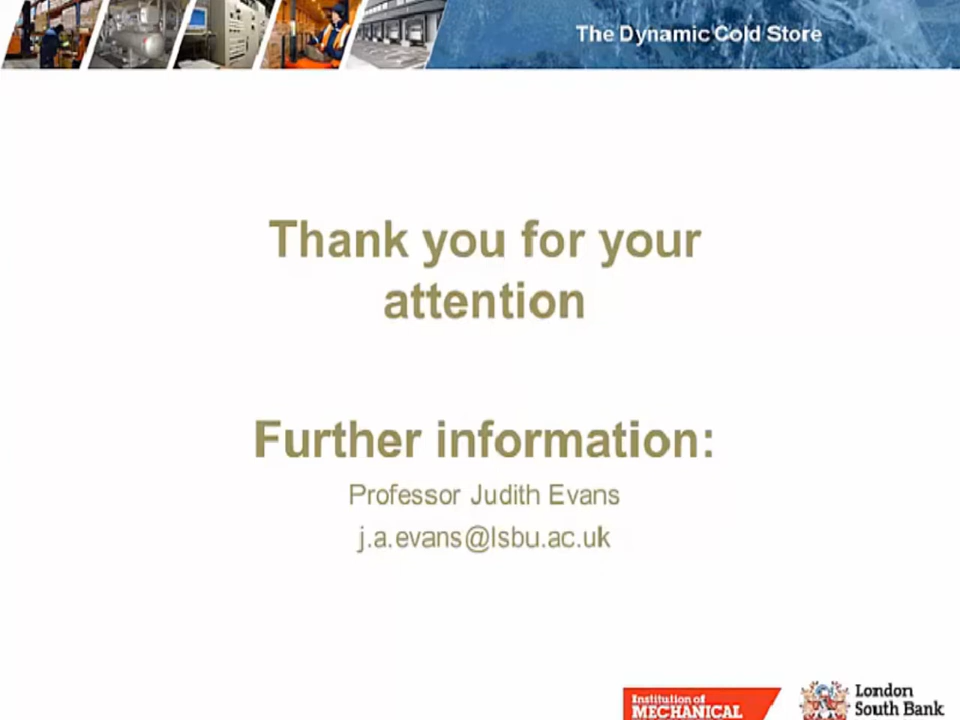 The Dynamic Cold Store
Thank you for your
attention
Further information:
Professor Judith Evans
j.a.evans@lsbu.ac.uk
Institution of
MECHANICAL
London
South Bank